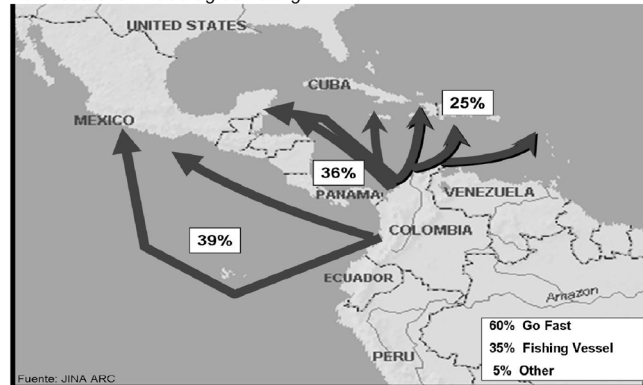 UNITED STATES
CUBA
25%
MEXICO
36%
PANAMA
VENEZUELA
COLOMBIA
39%
ECUADOR
Amazon
60% Go Fast
35% Fishing Vessel
5% Other
PERU
Fuente: JINA ARC